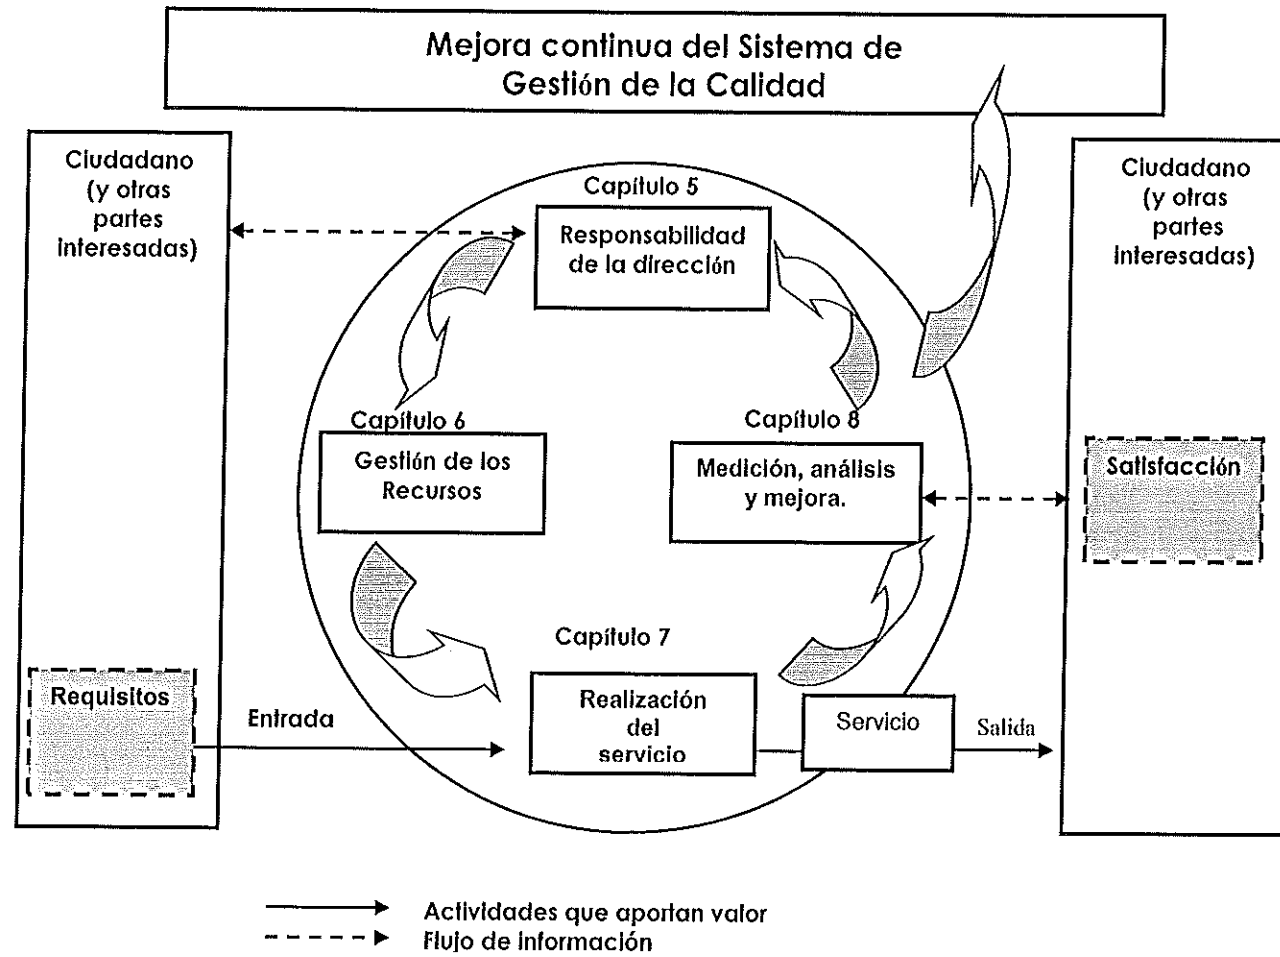 Mejora continua del Sistema de
Gestión de la Calidad
Ciudadano
(y otras
partes
interesadas)
Capítulo 5
Responsabilidad
de la dirección
Ciudadano
(y otras
partes
interesadas)
Capítulo 6
Gestión de los
Recursos
Capítulo 8
Medición, análisis
y mejora.
Satisfacción
Capítulo 7
Realización
del
servicio
Requisitos
Entrada
Servicio
Salida
Actividades que aportan valor
Flujo de información